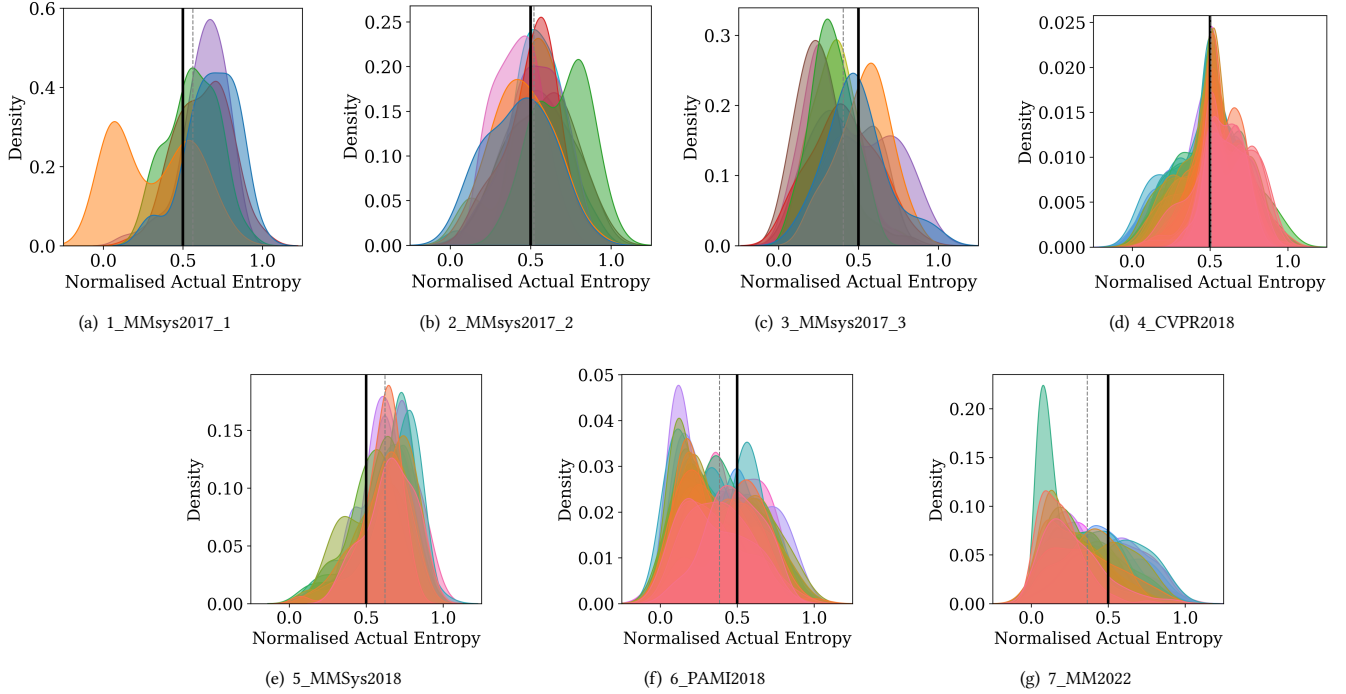 0.6
0.4
0.2
0.0
Density
0.0 0.5 1.0
Normalised Actual Entropy
(a) 1_MMsys2017_1
0.25
0.20
0.15
0.10
0.05
0.00
Density
0.0 0.5 1.0
Normalised Actual Entropy
(b) 2_MMsys2017_2
0.3
0.2
0.1
0.0
Density
0.0 0.5 1.0
Normalised Actual Entropy
(c) 3_MMsys2017_3
0.025
0.020
0.015
0.010
0.005
0.000
Density
0.0 0.5 1.0
Normalised Actual Entropy
(d) 4_CVPR2018
0.15
0.10
0.05
0.00
Density
0.0 0.5 1.0
Normalised Actual Entropy
(e) 5_MMSys2018
0.05
0.04
0.03
0.02
0.01
0.00
Density
0.0 0.5 1.0
Normalised Actual Entropy
(f) 6_PAMI2018
0.20
0.15
0.10
0.05
0.00
Density
0.0 0.5 1.0
Normalised Actual Entropy
(g) 7_MM2022